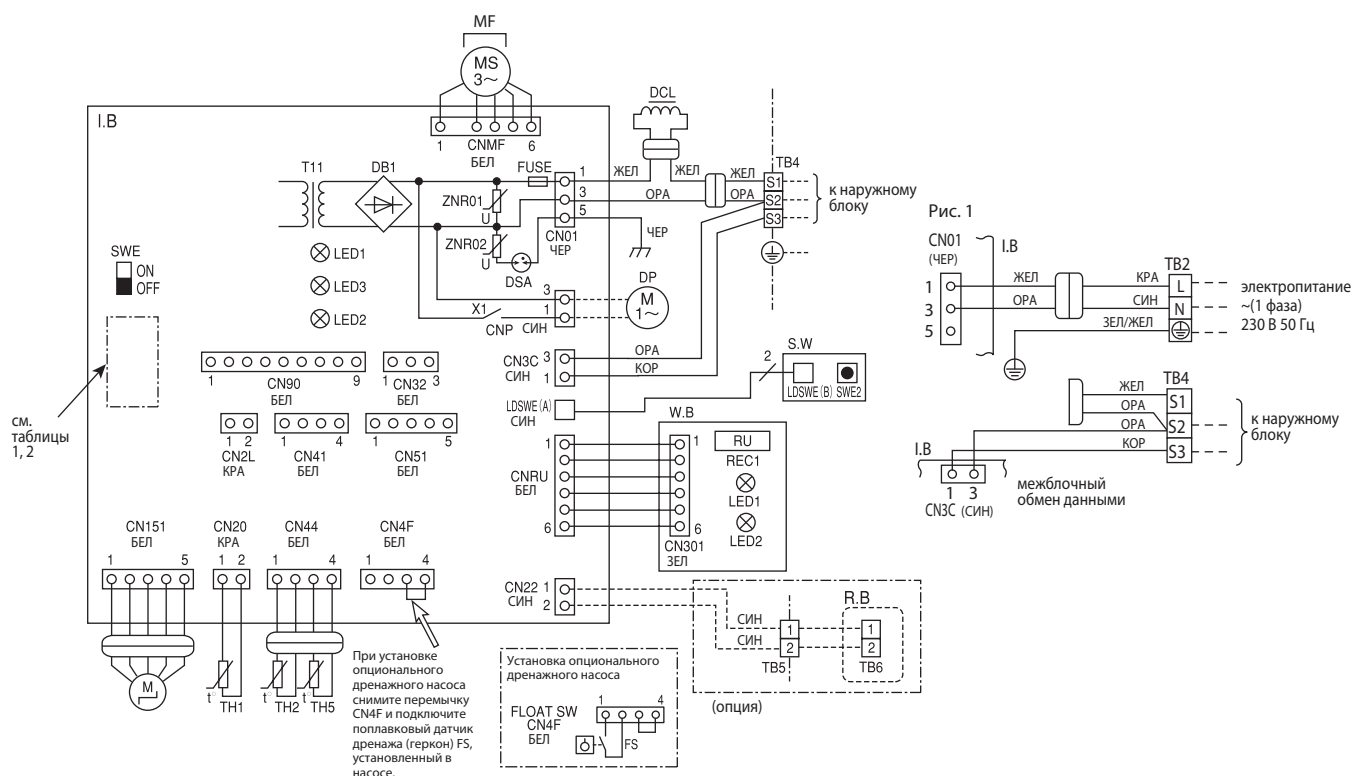 MF
MS
3~
I.B
1 CNMF 6
БЕЛ
DCL
T11
DB1
FUSE
1
ЖЕЛ
ЖЕЛ
ЖЕЛ
TB4
S1
ZNR01
U
3
ОРА
ОРА
S2
к наружному
блоку
5
S3
CN01
ЧЕР
ЧЕР
ZNR02
U
DSA
SWE
ON
OFF
LED1
LED3
LED2
3
DP
M
1~
X1
1
CNP
СИН
CN3C
СИН
3
1
ОРА
КОР
2
S.W
LDSWE (B) SWE2
LDSWE (A)
СИН
см.
таблицы
1, 2
1 CN90 9
БЕЛ
1 CN32 3
БЕЛ
1 2
CN2L
КРА
1 4
CN41
БЕЛ
1 5
CN51
БЕЛ
CNRU
БЕЛ
1
6
W.B
1
RU
REC1
LED1
LED2
6
CN301
ЗЕЛ
CN151
БЕЛ
1 5
CN20
КРА
1 2
CN44
БЕЛ
1 4
CN4F
БЕЛ
1 4
CN22
СИН
1
2
M
t°
TH1
t°
TH2
t°
TH5
При установке
опционального
дренажного насоса
снимите перемычку
CN4F и подключите
поплавковый датчик
дренажа (геркон) FS,
установленный в
насосе.
Установка опционального
дренажного насоса
1 4
FLOAT SW
CN4F
БЕЛ
FS
СИН
СИН
1
2
TB5
R.B
1
2
TB6
(опция)
Рис. 1
CN01
(ЧЕР)
I.B
1
3
5
ЖЕЛ
ОРА
КРА
СИН
ЗЕЛ/ЖЕЛ
TB2
L
N
электропитание
~(1 фаза)
230 В 50 Гц
TB4
ЖЕЛ
S1
ОРА
ОРА
S2
КОР
S3
к наружному
блоку
I.B
1 3
CN3C (СИН)
межблочный
обмен данными